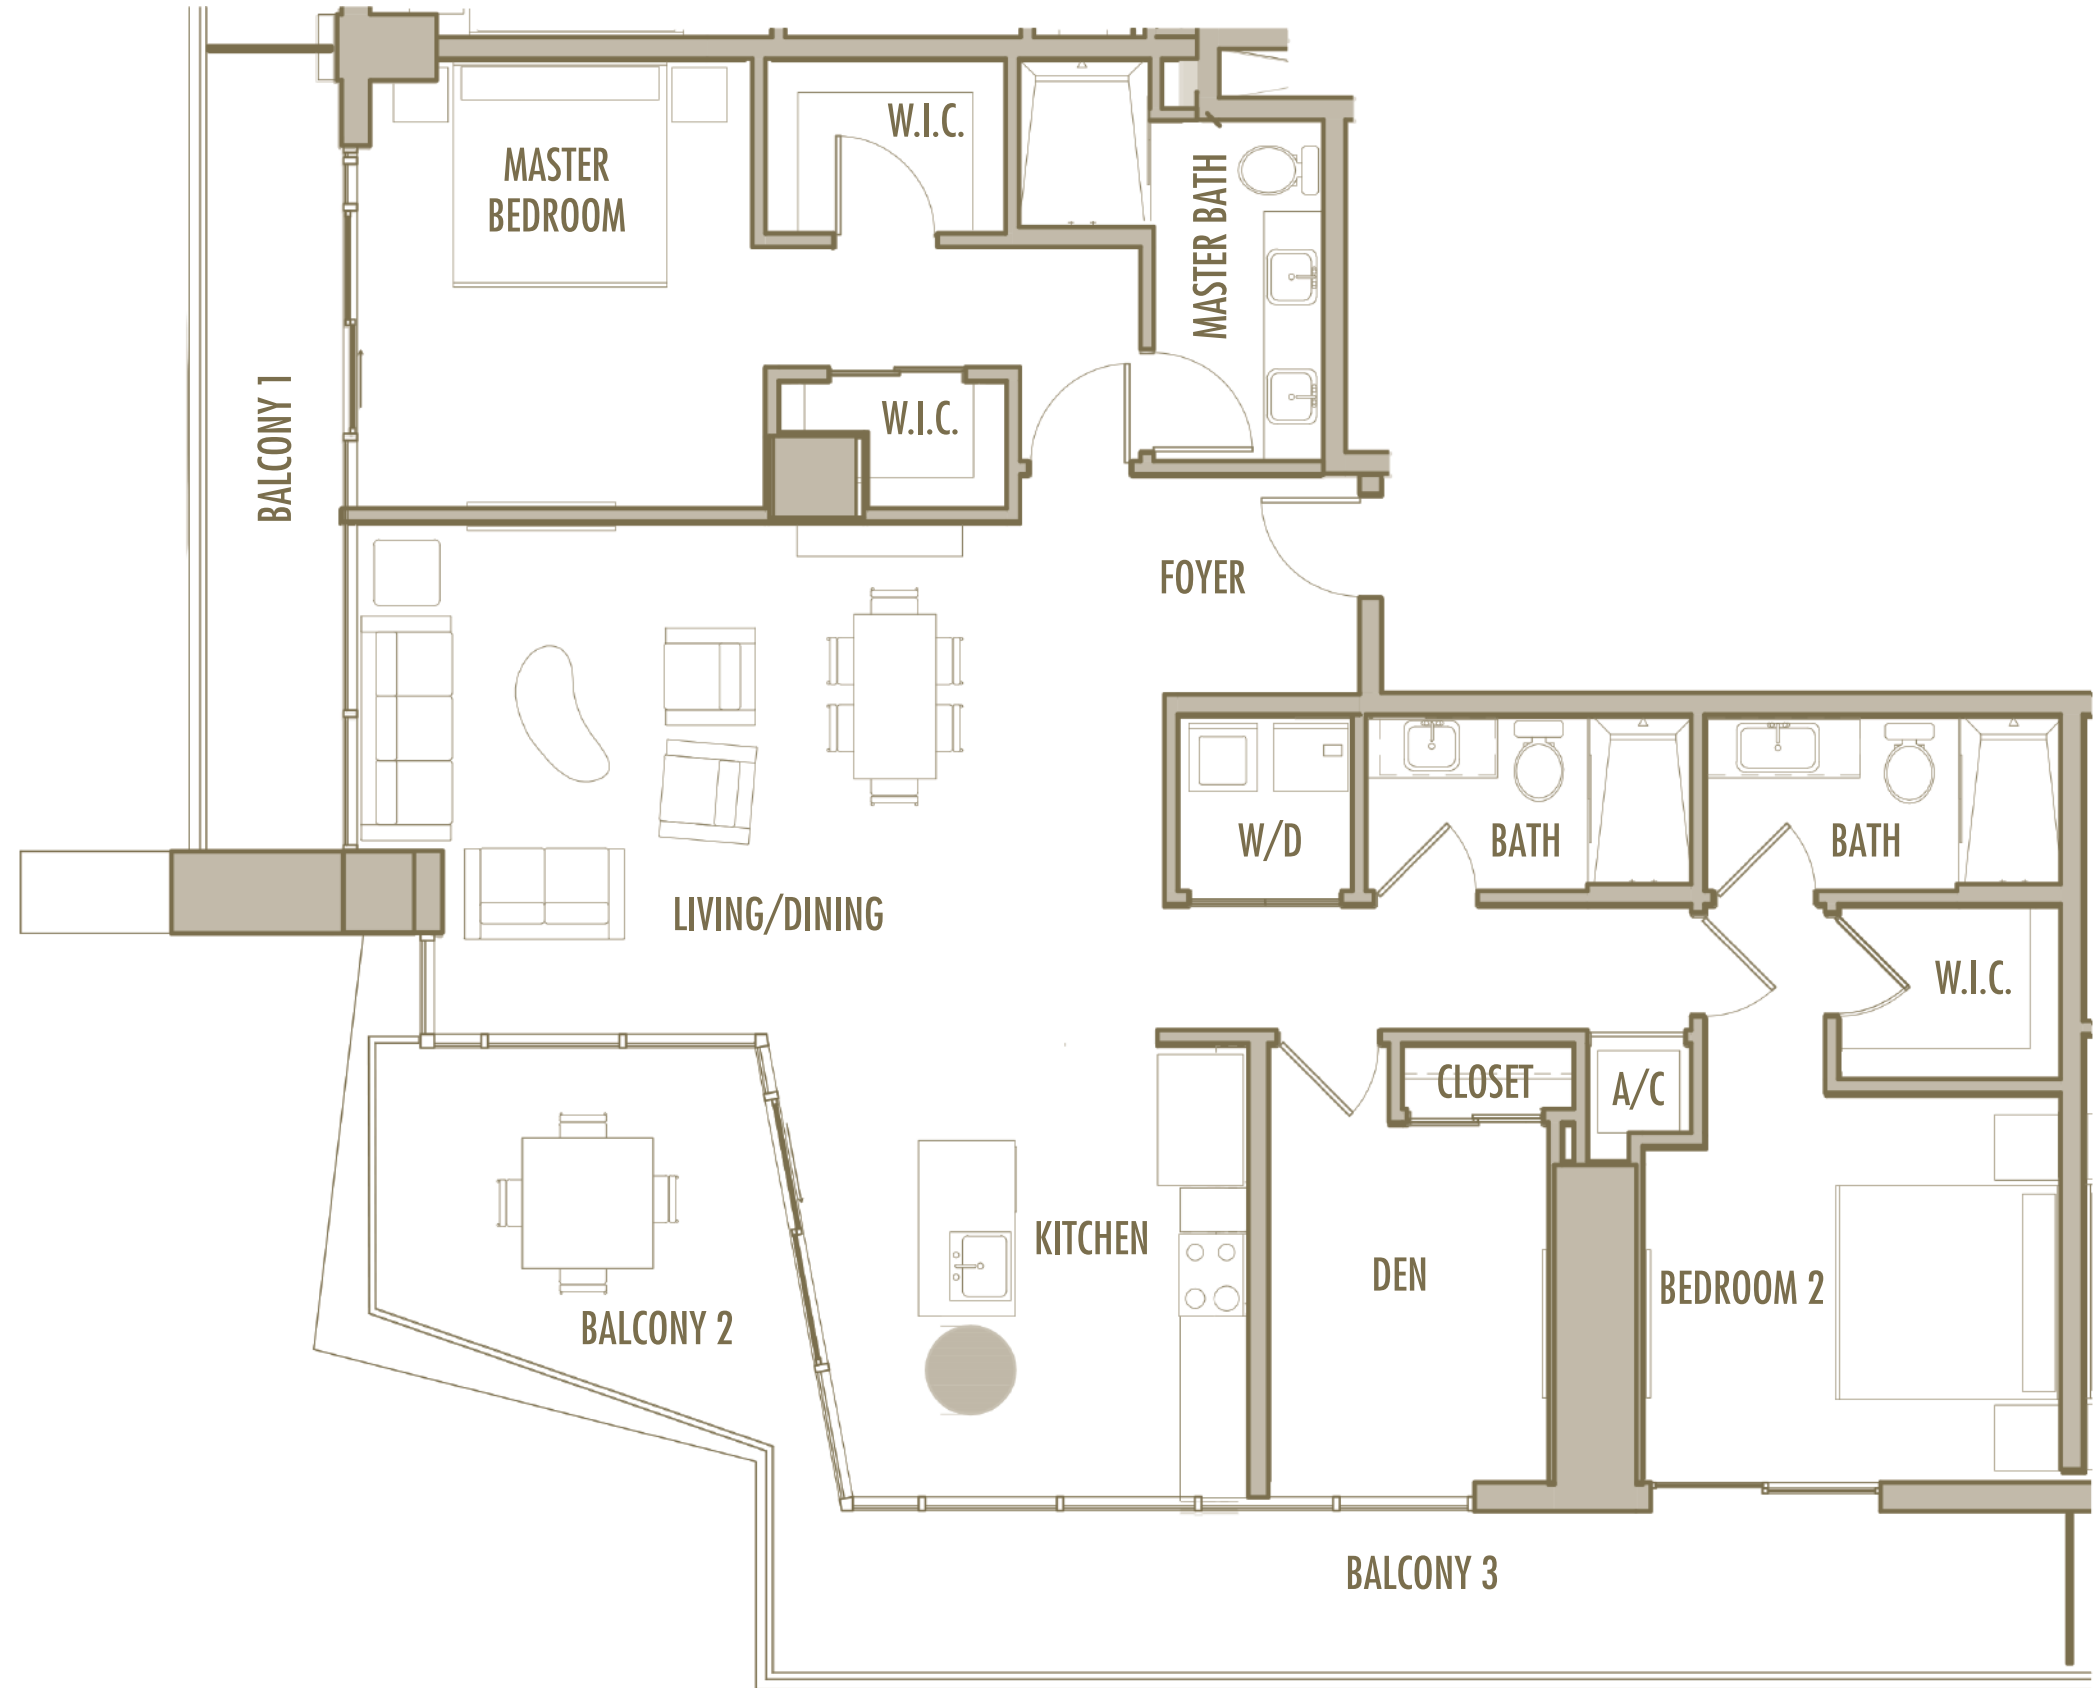 W.I.C.
MASTER
BEDROOM
MASTER BATH
BALCONY 1
W.I.C.
FOYER
W/D
BATH
BATH
LIVING/DINING
W.I.C.
CLOSET
A/C
KITCHEN
DEN
BEDROOM 2
BALCONY 2
BALCONY 3